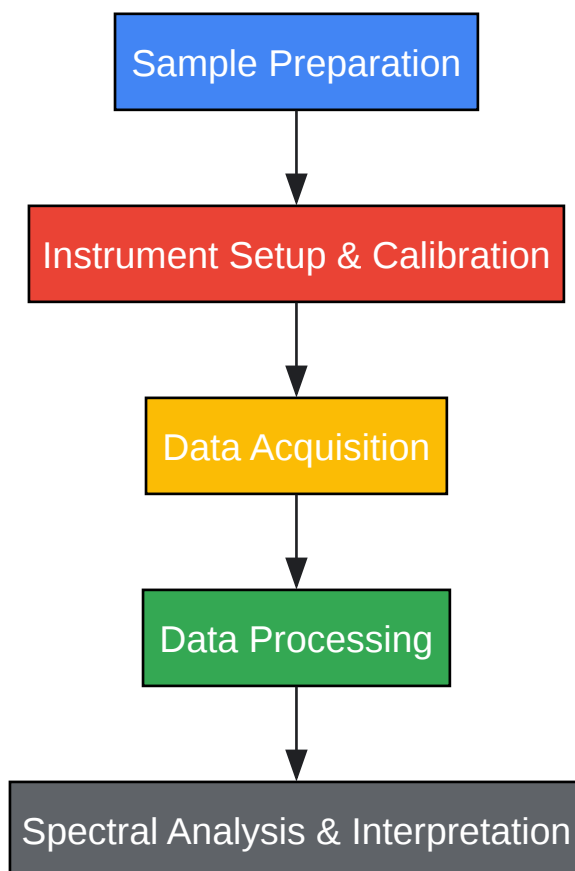 Sample Preparation
Instrument Setup & Calibration
Data Acquisition
Data Processing
Spectral Analysis & Interpretation